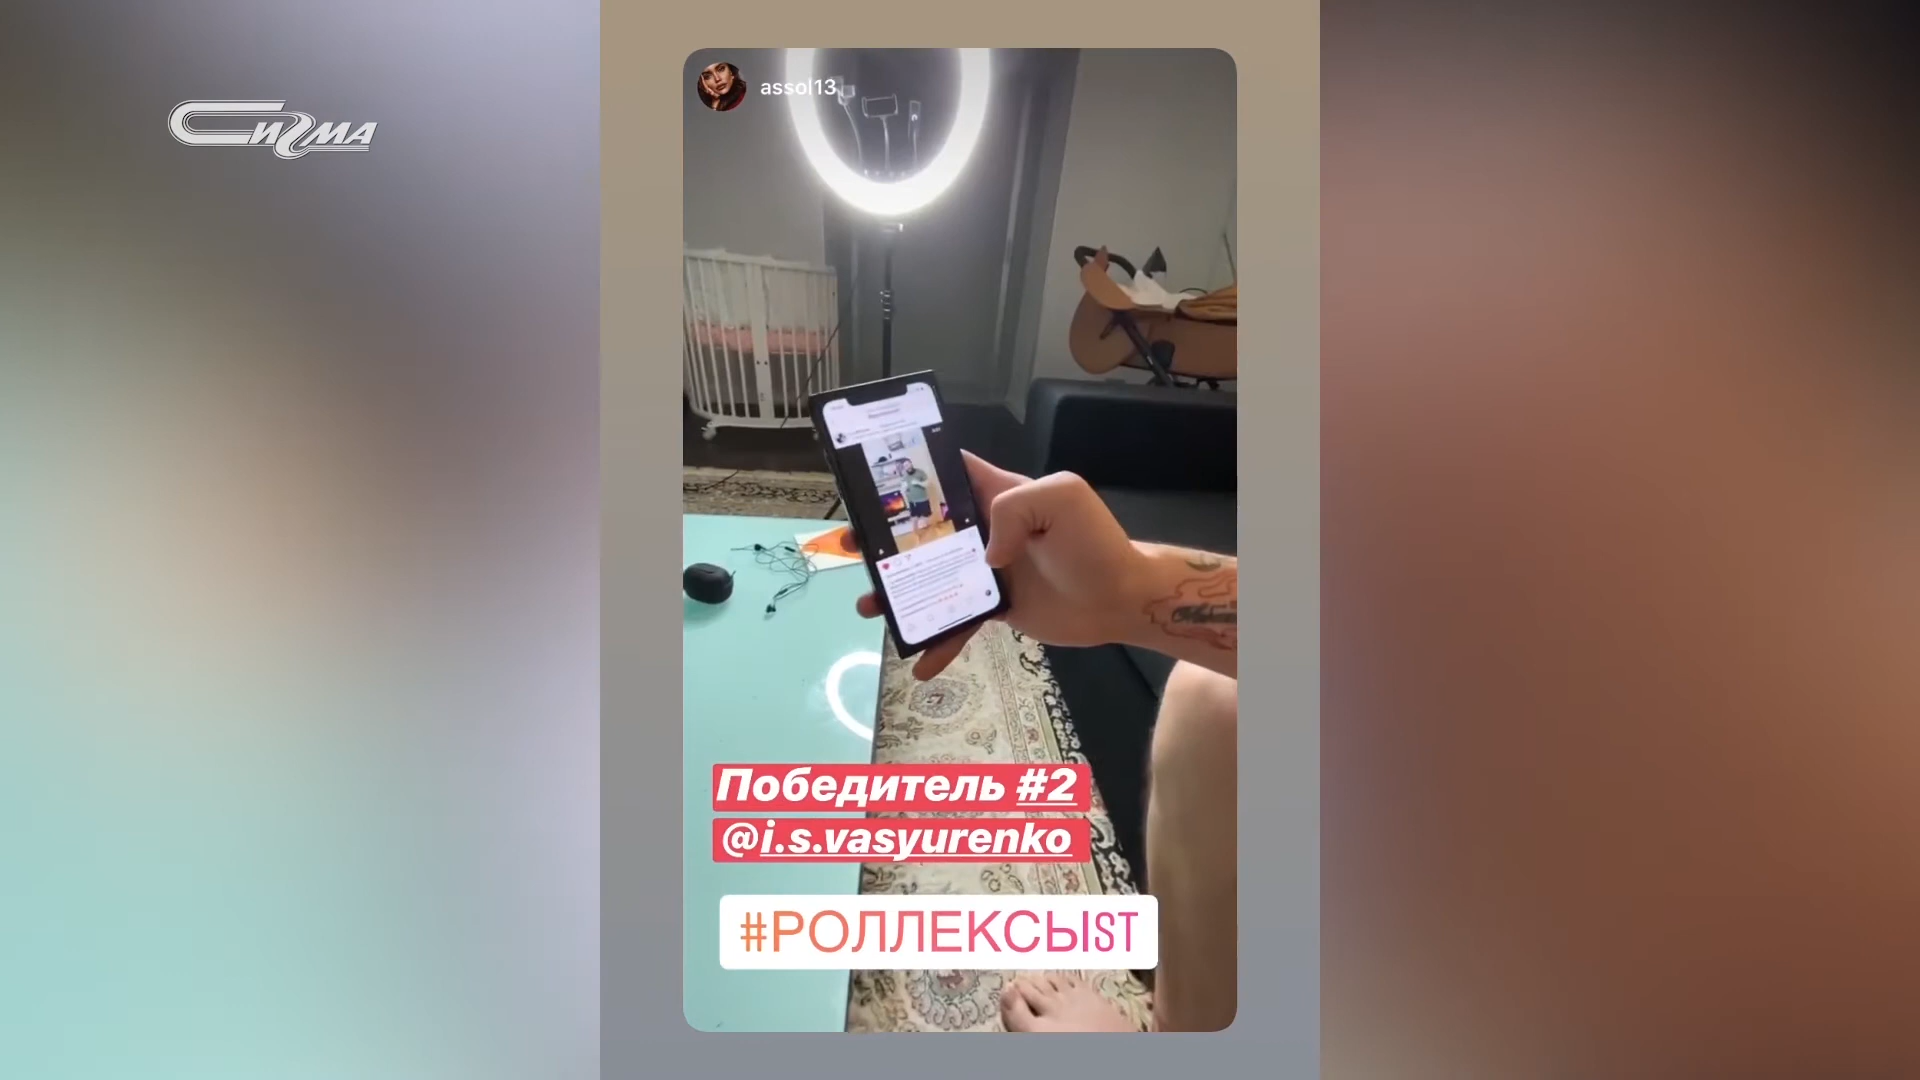 СИГМА
assol13
Победитель #2
@i.s.vasyurenko
#РОЛЛЕКСЫST